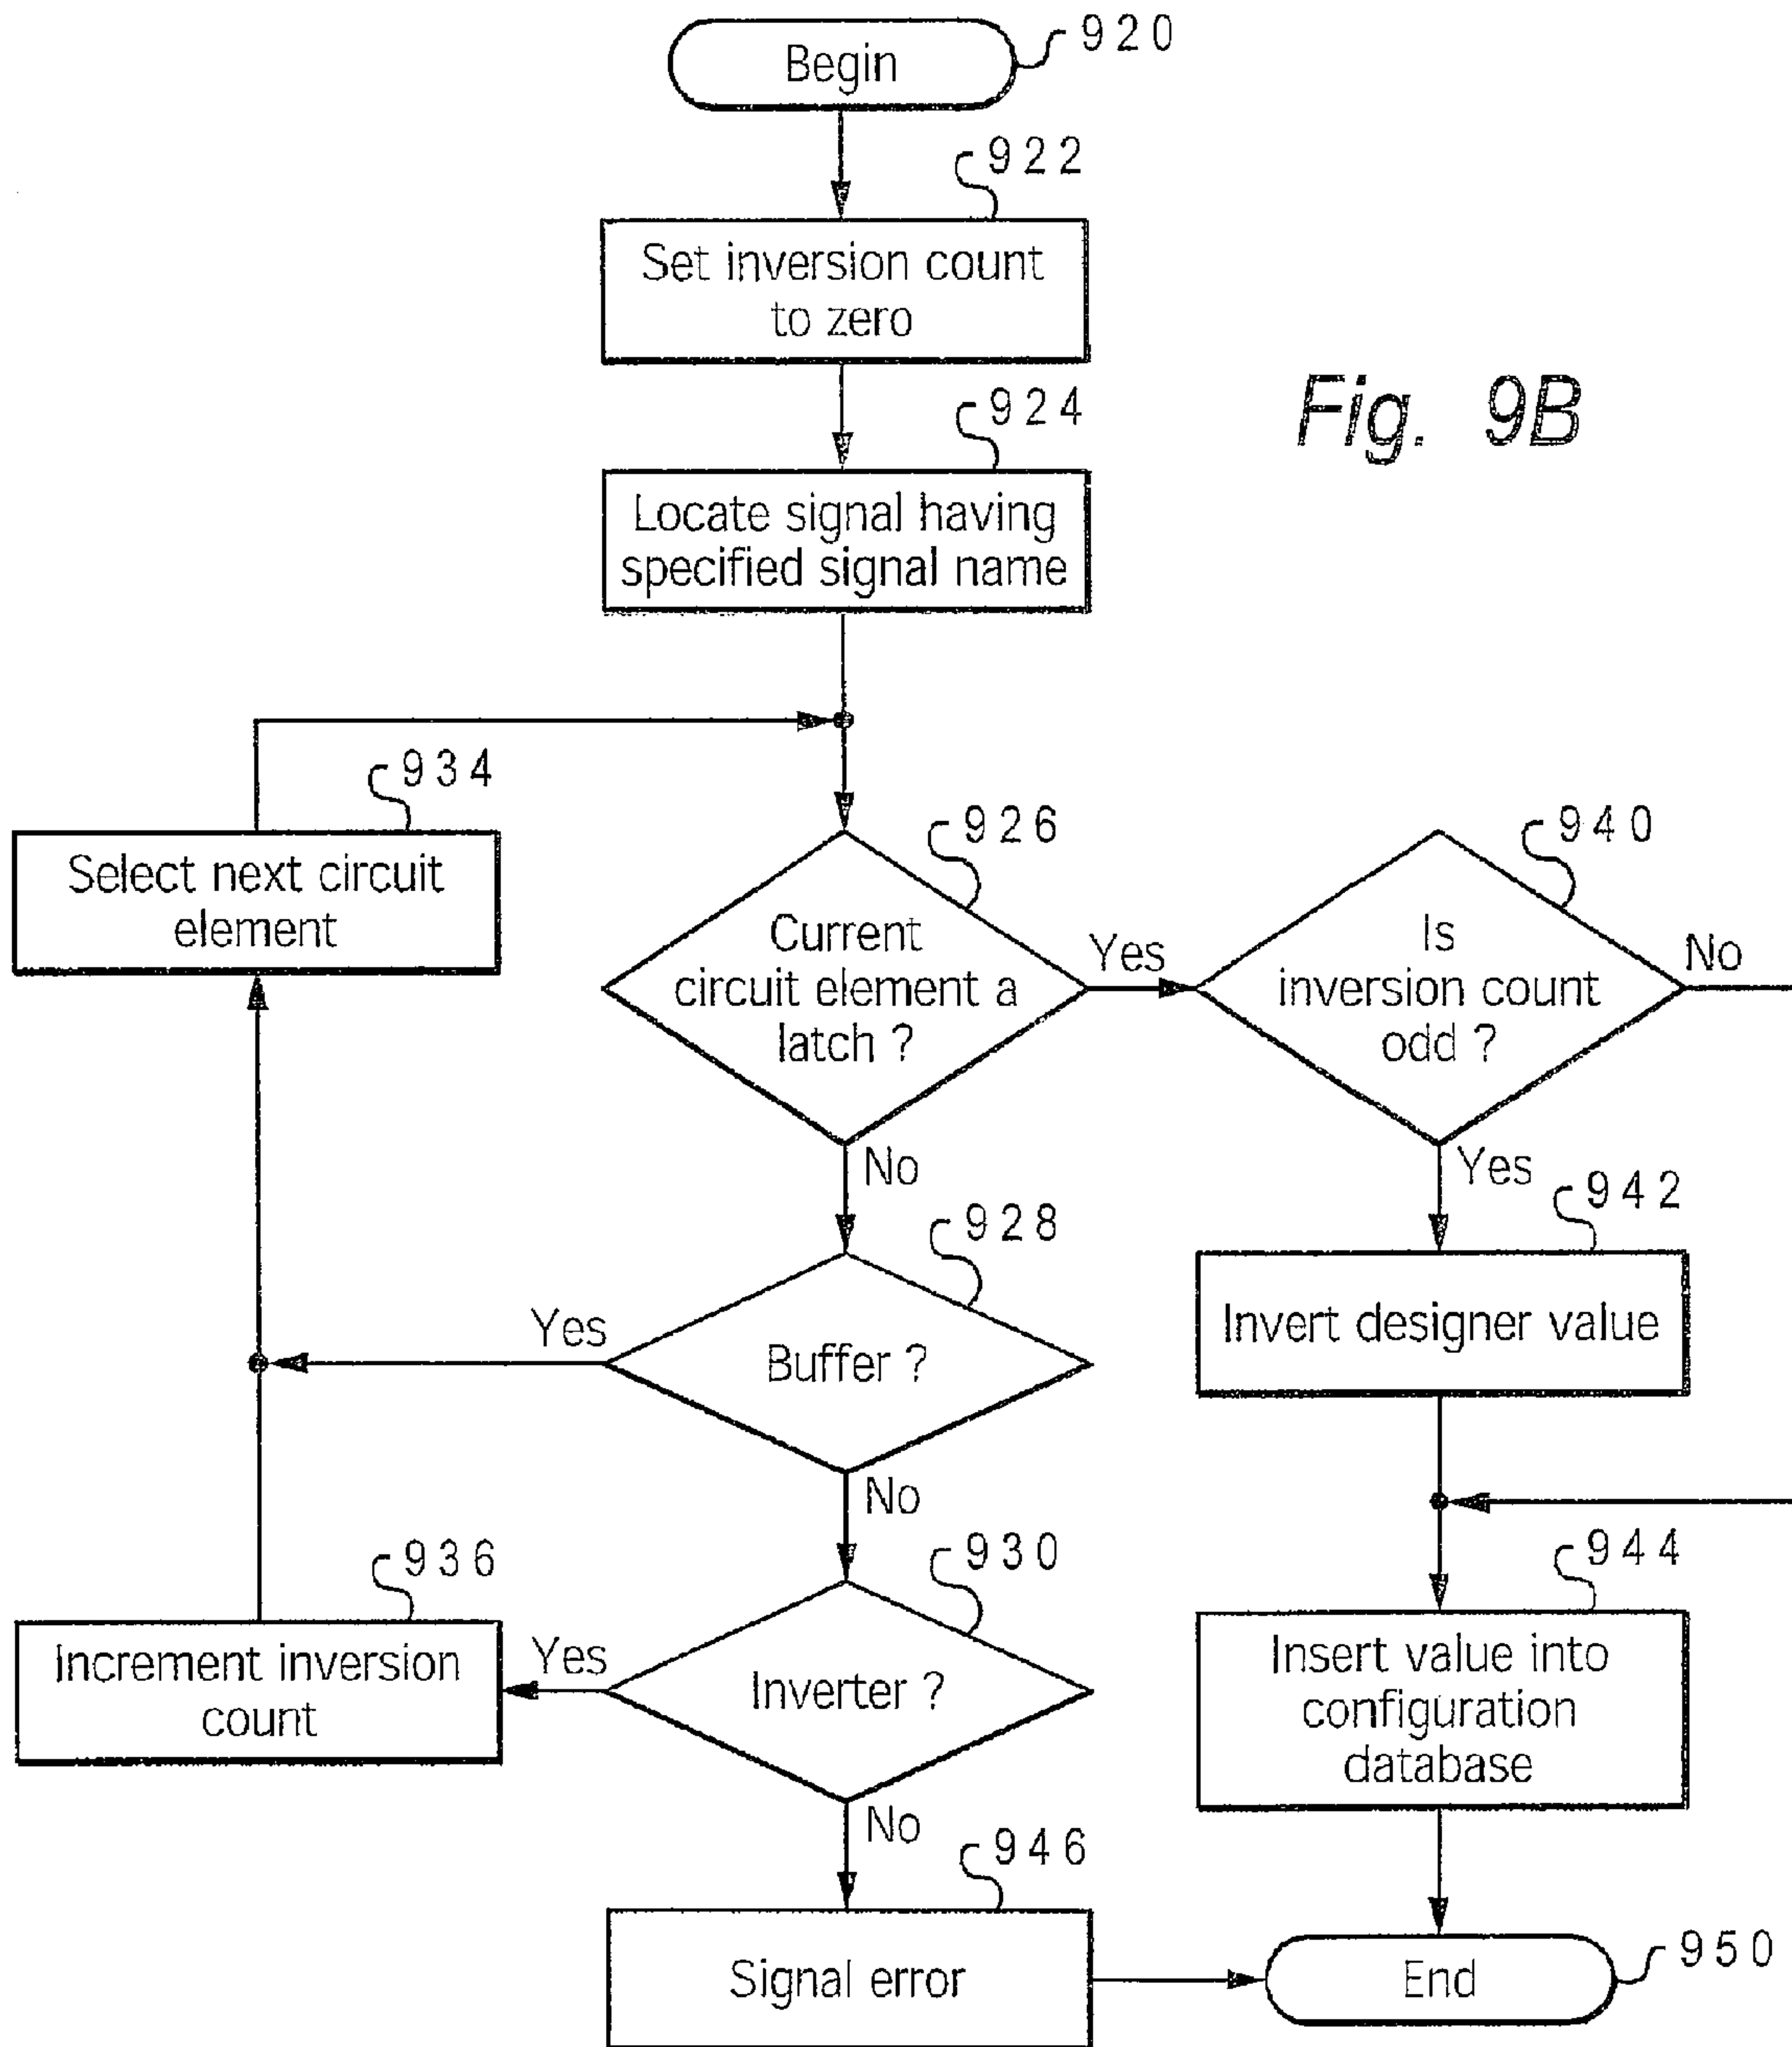 Begin
920
922
Set inversion count
to zero
Fig. 9B
924
Locate signal having
specified signal name
934
Select next circuit
element
926
Current
circuit element a
latch ?
Yes
No
940
Is
inversion count
odd ?
No
Yes
928
Buffer ?
Yes
No
942
Invert designer value
936
Increment inversion
count
930
Inverter ?
Yes
No
944
Insert value into
configuration
database
946
Signal error
End
950